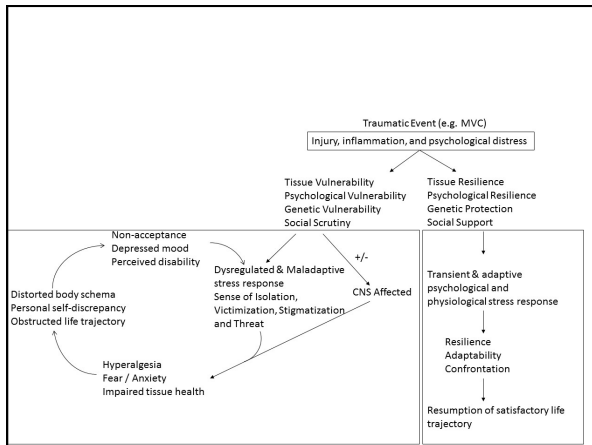 Traumatic Event (e.g. MVC)
Injury, inflammation, and psychological distress
Tissue Vulnerability
Psychological Vulnerability
Genetic Vulnerability
Social Scrutiny
Tissue Resilience
Psychological Resilience
Genetic Protection
Social Support
Non-acceptance
Depressed mood
Perceived disability
+/-
Dysregulated & Maladaptive
stress response
Sense of Isolation,
Victimization, Stigmatization
and Threat
CNS Affected
Distorted body schema
Personal self-discrepancy
Obstructed life trajectory
Hyperalgesia
Fear / Anxiety
Impaired tissue health
Transient & adaptive
psychological and
physiological stress response
Resilience
Adaptability
Confrontation
Resumption of satisfactory life
trajectory